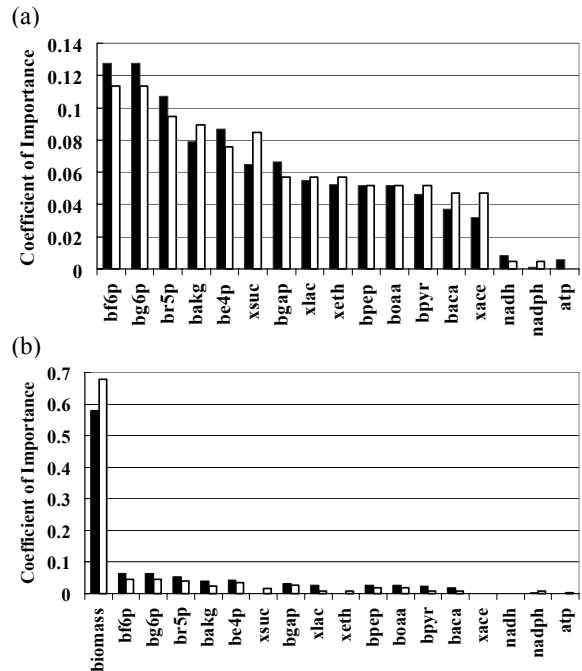 (a)
Coefficient of Importance
0.14
0.12
0.1
0.08
0.06
0.04
0.02
0
bf6p
bg6p
br5p
bakg
be4p
xsuc
bgap
xlac
xeth
bpep
boaa
bpyr
baca
xace
nadh
nadph
atp
(b)
Coefficient of Importance
0.7
0.6
0.5
0.4
0.3
0.2
0.1
0
biomass
bf6p
bg6p
br5p
bakg
be4p
xsuc
bgap
xlac
xeth
bpep
boaa
bpyr
baca
xace
nadh
nadph
atp